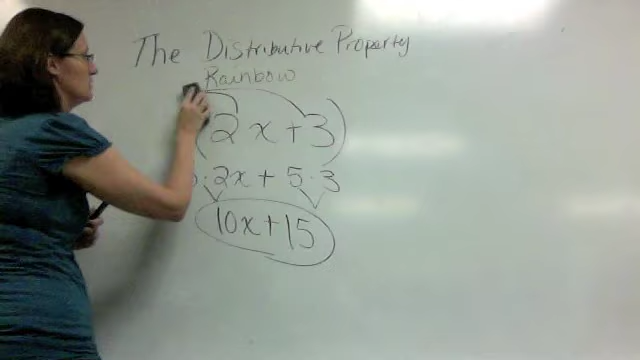 The Distributive Property
Rainbow
(2x+3)
·2x+5·3
10x+15